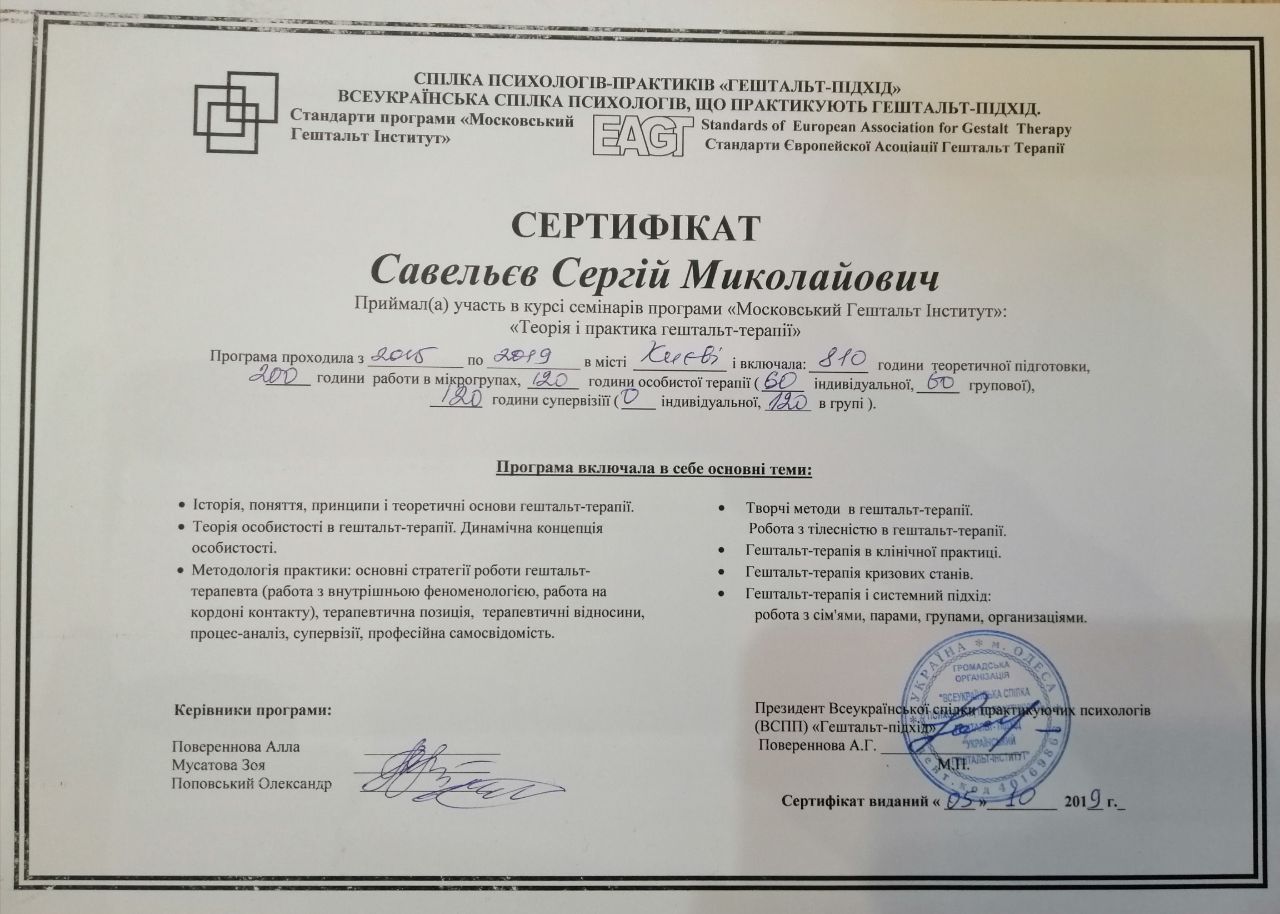 СПІЛКА ПСИХОЛОГІВ-ПРАКТИКІВ «ГЕШТАЛЬТ-ПІДХІД»
ВСЕУКРАЇНСЬКА СПІЛКА ПСИХОЛОГІВ, ЩО ПРАКТИКУЮТЬ ГЕШТАЛЬТ-ПІДХІД.
Стандарти програми «Московський
Гештальт Інститут»
EAGT
Standards of European Association for Gestalt Therapy
Стандарти Європейскої Асоціації Гештальт Терапії
СЕРТИФІКАТ
Савельєв Сергій Миколайович
Приймал(а) участь в курсі семінарів програми «Московський Гештальт Інститут»:
«Теорія і практика гештальт-терапії»
Програма проходила з 2015 по 2019 в місті Києві і включала: 810 години теоретичної підготовки,
200 години работи в мікрогрупах, 120 години особистої терапії ( 60 індивідуальної, 60 групової),
120 години супервізіїї ( 0 індивідуальної, 120 в групі ).
Програма включала в себе основні теми:
• Історія, поняття, принципи і теоретичні основи гештальт-терапії.
• Теорія особистості в гештальт-терапії. Динамічна концепція
особистості.
• Методологія практики: основні стратегії роботи гештальт-
терапевта (работа з внутрішньою феноменологією, работа на
кордоні контакту), терапевтична позиція, терапевтичні відносини,
процес-аналіз, супервізії, професійна самосвідомість.
• Творчі методи в гештальт-терапії.
Робота з тілесністю в гештальт-терапії.
• Гештальт-терапія в клінічної практиці.
• Гештальт-терапія кризових станів.
• Гештальт-терапія і системний підхід:
робота з сім'ями, парами, групами, організаціями.
Керівники програми:
Повереннова Алла
Мусатова Зоя
Поповський Олександр
Президент Всеукраїнської спілки практикуючих психологів
(ВСПП) «Гештальт-підхід»
Повереннова А.Г.
М.П.
Сертифікат виданий « 05 » 10 2019 г.
* УКРАЇНА * м. ОДЕСА *
ГРОМАДСЬКА
ОРГАНІЗАЦІЯ
"ВСЕУКРАЇНСЬКА СПІЛКА
"УКРАЇНСЬКИЙ
ГЕШТАЛЬТ-ІНСТИТУТ"